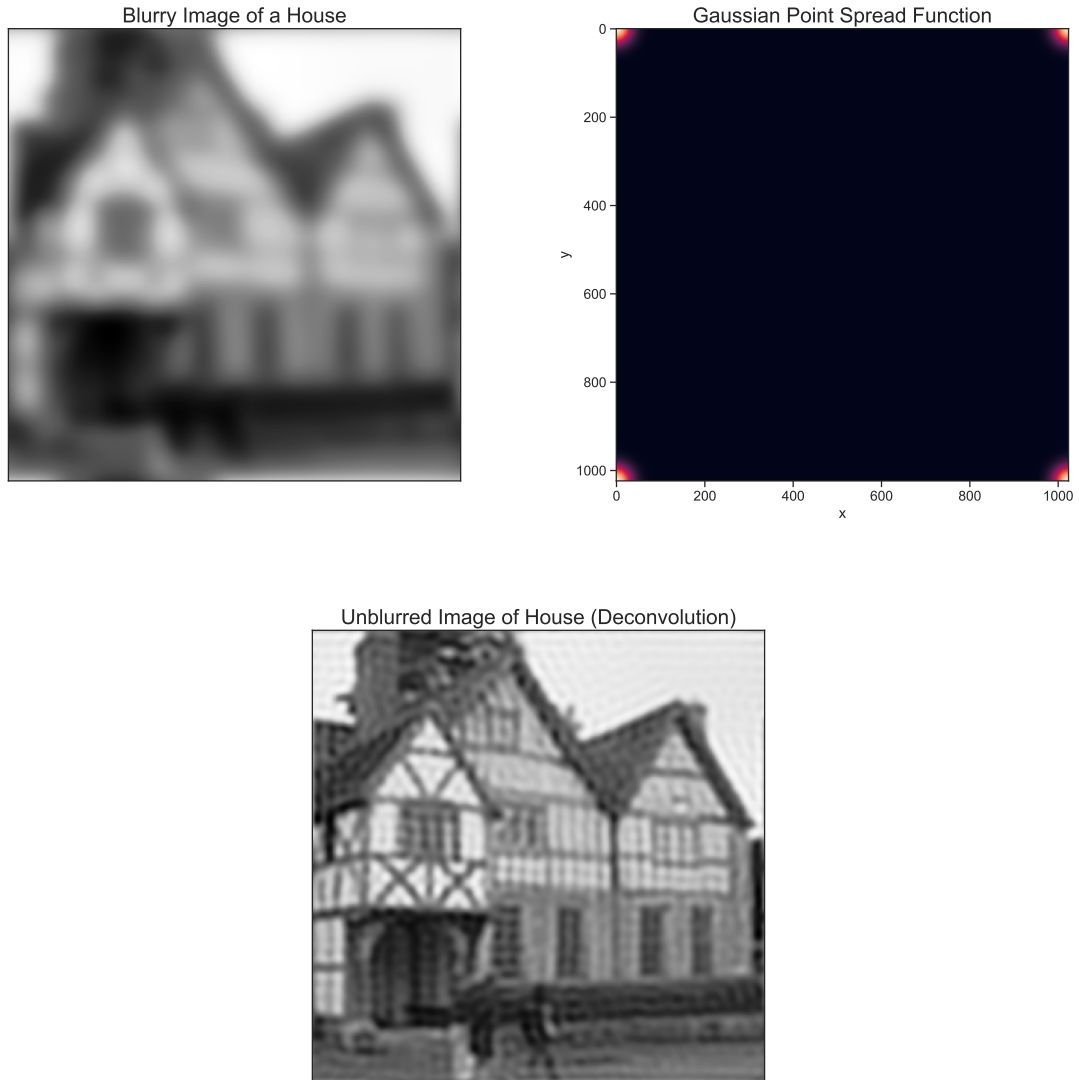 Blurry Image of a House
Gaussian Point Spread Function
0
200
400
600
800
1000
y
0 200 400 600 800 1000
x
Unblurred Image of House (Deconvolution)